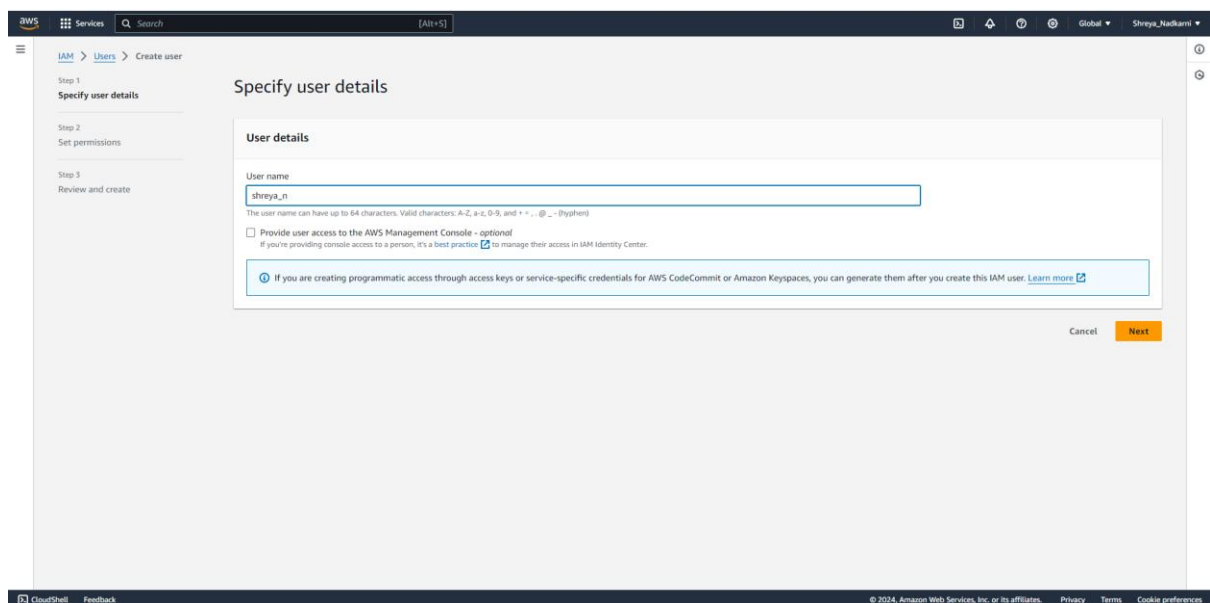 aws Services Search [Alt+S] Global Shreya_Nadkarni
IAM > Users > Create user
Step 1
Specify user details
Step 2
Set permissions
Step 3
Review and create
Specify user details
User details
User name
shreya_n
The user name can have up to 64 characters. Valid characters: A-Z, a-z, 0-9, and + = , . @ _ - (hyphen)
Provide user access to the AWS Management Console - optional
If you're providing console access to a person, it's a best practice to manage their access in IAM Identity Center.
If you are creating programmatic access through access keys or service-specific credentials for AWS CodeCommit or Amazon Keyspaces, you can generate them after you create this IAM user. Learn more
Cancel Next
CloudShell Feedback © 2024, Amazon Web Services, Inc. or its affiliates. Privacy Terms Cookie preferences